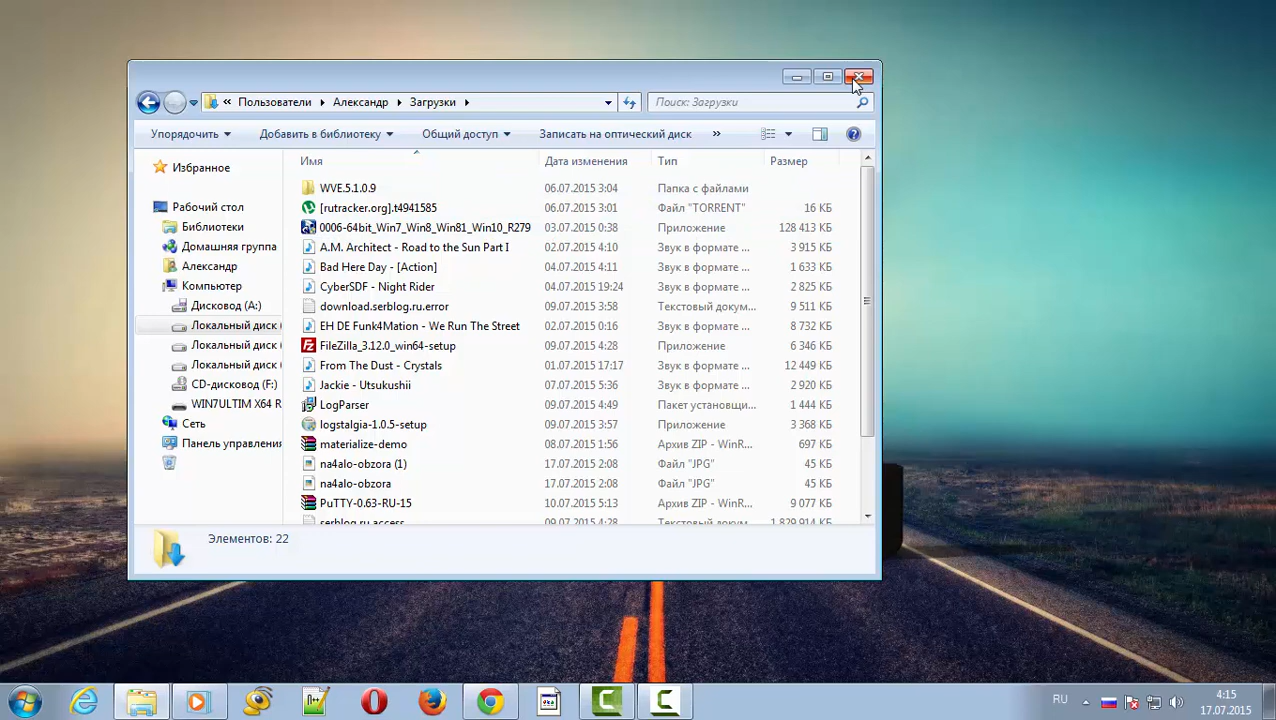 « Пользователи ▸ Александр ▸ Загрузки ▸ Поиск: Загрузки
Упорядочить Добавить в библиотеку Общий доступ Записать на оптический диск »
Имя Дата изменения Тип Размер
Избранное
Рабочий стол
Библиотеки
Домашняя группа
Александр
Компьютер
Дисковод (A:)
Локальный диск (
Локальный диск (
Локальный диск (
CD-дисковод (F:)
WIN7ULTIM X64 R
Сеть
Панель управления
WVE.5.1.0.9 06.07.2015 3:04 Папка с файлами
[rutracker.org].t4941585 06.07.2015 3:01 Файл "TORRENT" 16 КБ
0006-64bit_Win7_Win8_Win81_Win10_R279 03.07.2015 0:38 Приложение 128 413 КБ
A.M. Architect - Road to the Sun Part I 02.07.2015 4:10 Звук в формате ... 3 915 КБ
Bad Here Day - [Action] 04.07.2015 4:11 Звук в формате ... 1 633 КБ
CyberSDF - Night Rider 04.07.2015 19:24 Звук в формате ... 2 825 КБ
download.serblog.ru.error 09.07.2015 3:58 Текстовый докум... 9 511 КБ
EH DE Funk4Mation - We Run The Street 02.07.2015 0:16 Звук в формате ... 8 732 КБ
FileZilla_3.12.0_win64-setup 09.07.2015 4:28 Приложение 6 346 КБ
From The Dust - Crystals 01.07.2015 17:17 Звук в формате ... 12 449 КБ
Jackie - Utsukushii 07.07.2015 5:36 Звук в формате ... 2 920 КБ
LogParser 09.07.2015 4:49 Пакет установщи... 1 444 КБ
logstalgia-1.0.5-setup 09.07.2015 3:57 Приложение 3 368 КБ
materialize-demo 08.07.2015 1:56 Архив ZIP - WinR... 697 КБ
na4alo-obzora (1) 17.07.2015 2:08 Файл "JPG" 45 КБ
na4alo-obzora 17.07.2015 2:08 Файл "JPG" 45 КБ
PuTTY-0.63-RU-15 10.07.2015 5:13 Архив ZIP - WinR... 9 077 КБ
serblog.ru.access 09.07.2015 4:28 Текстовый докум... 1 829 914 КБ
Элементов: 22
RU 4:15
17.07.2015